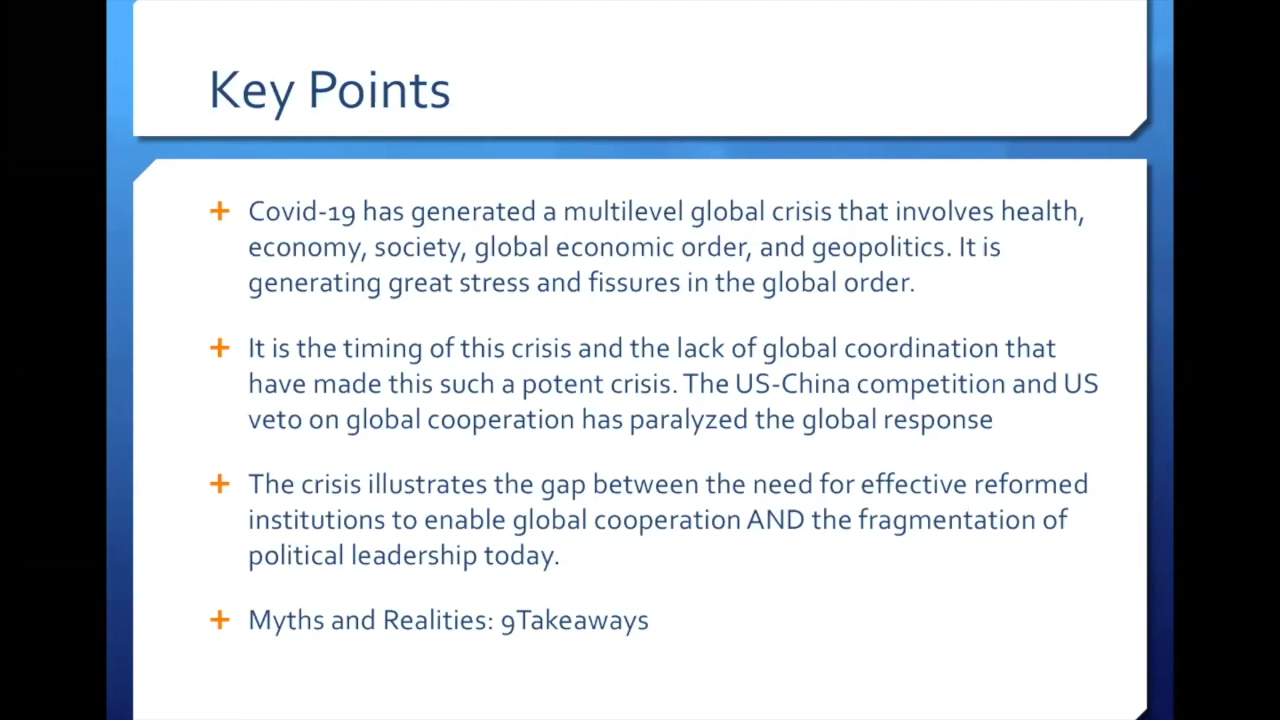 Key Points
+ Covid-19 has generated a multilevel global crisis that involves health,
economy, society, global economic order, and geopolitics. It is
generating great stress and fissures in the global order.
+ It is the timing of this crisis and the lack of global coordination that
have made this such a potent crisis. The US-China competition and US
veto on global cooperation has paralyzed the global response
+ The crisis illustrates the gap between the need for effective reformed
institutions to enable global cooperation AND the fragmentation of
political leadership today.
+ Myths and Realities: 9Takeaways